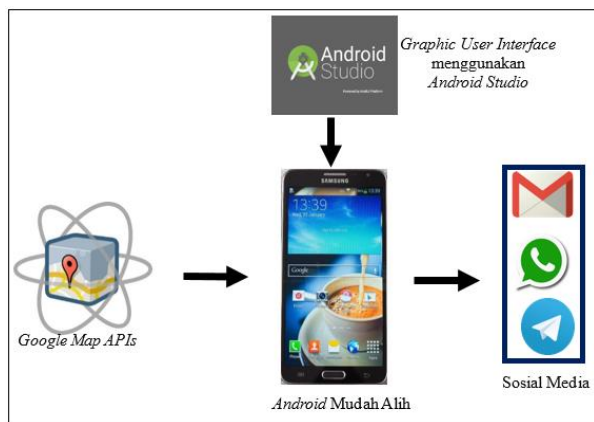 Android
Studio
Graphic User Interface
menggunakan
Android Studio
SAMSUNG
13:39
Google
Google Map APIs
Android Mudah Alih
Sosial Media